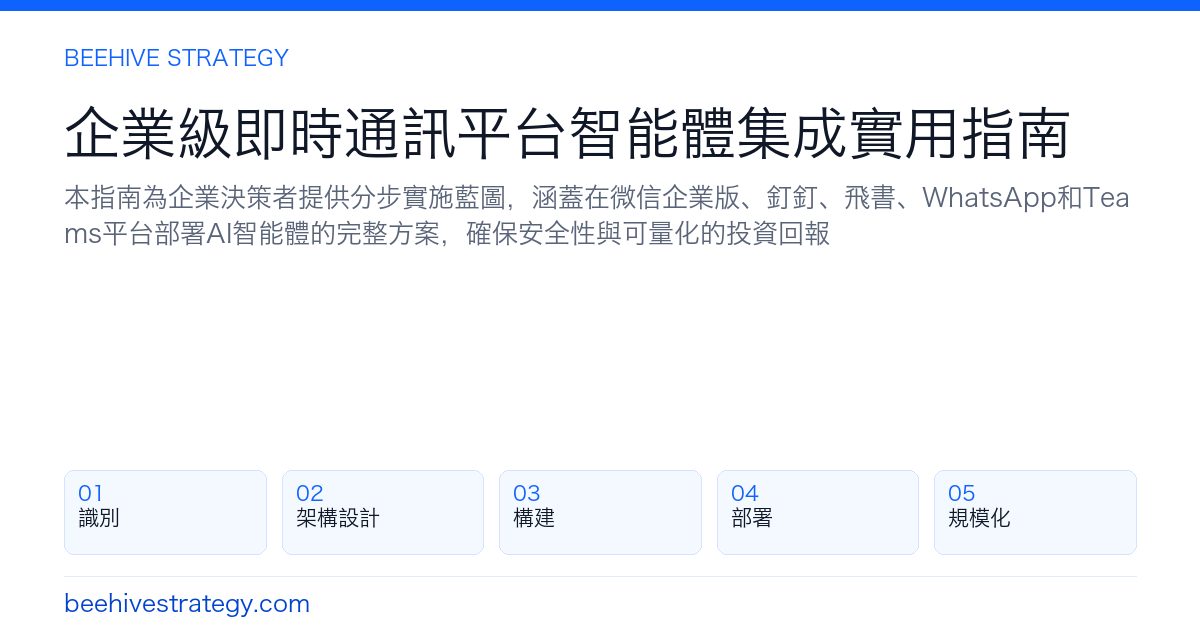 BEEHIVE STRATEGY
企業級即時通訊平台智能體集成實用指南
本指南為企業決策者提供分步實施藍圖，涵蓋在微信企業版、釘釘、飛書、WhatsApp和Tea
ms平台部署AI智能體的完整方案，確保安全性與可量化的投資回報
01
識別
02
架構設計
03
構建
04
部署
05
規模化
beehivestrategy.com